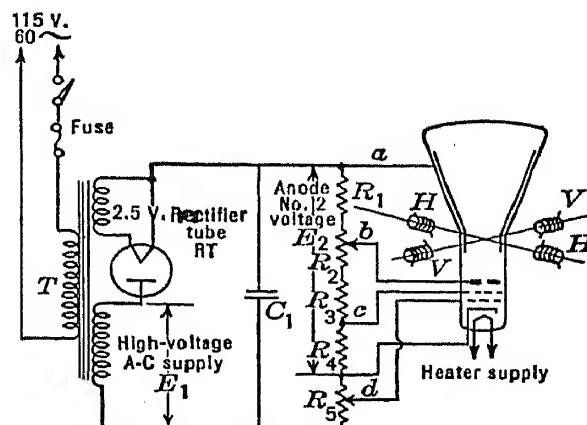 115 V.
60~
Fuse
2.5 V. Rectifier
tube
RT
T
High-voltage
A-C supply
E1
C1
Anode
No. 2
voltage
E2
R1
R2
R3
R4
R5
a
b
c
d
H
V
V
H
Heater supply